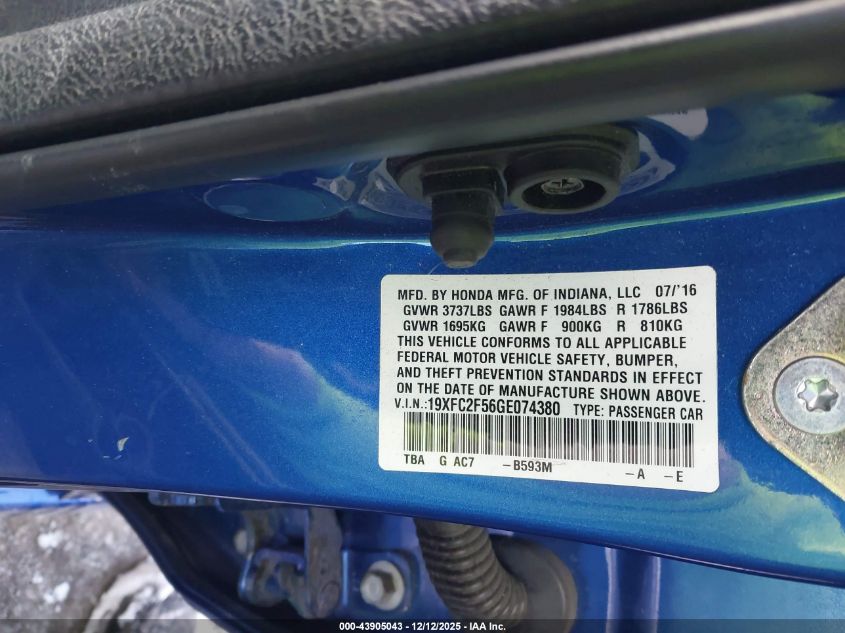 MFD. BY HONDA MFG. OF INDIANA, LLC 07/'16
GVWR 3737LBS GAWR F 1984LBS R 1786LBS
GVWR 1695KG GAWR F 900KG R 810KG
THIS VEHICLE CONFORMS TO ALL APPLICABLE
FEDERAL MOTOR VEHICLE SAFETY, BUMPER,
AND THEFT PREVENTION STANDARDS IN EFFECT
ON THE DATE OF MANUFACTURE SHOWN ABOVE.
V.I.N.:19XFC2F56GE074380 TYPE: PASSENGER CAR
TBA G AC7 -B593M -A -E
000-43905043 - 12/12/2025 - IAA Inc.